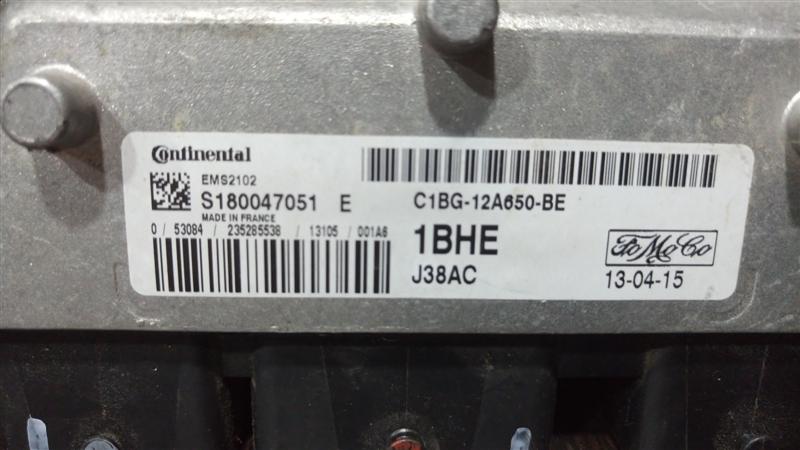 Continental
EMS2102
S180047051 E
MADE IN FRANCE
0 / 53084 / 235285538 / 13105 / 001A6
C1BG-12A650-BE
1BHE
J38AC
FoMoCo
13-04-15